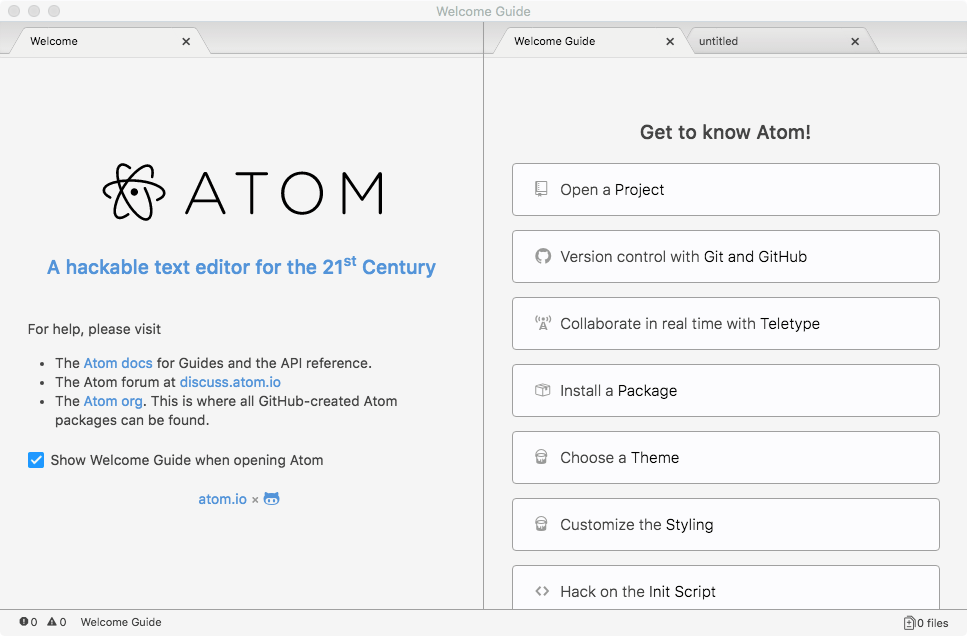 Welcome Guide
Welcome
Welcome Guide
untitled
ATOM
A hackable text editor for the 21st Century
For help, please visit
• The Atom docs for Guides and the API reference.
• The Atom forum at discuss.atom.io
• The Atom org. This is where all GitHub-created Atom
packages can be found.
Show Welcome Guide when opening Atom
atom.io ×
Get to know Atom!
Open a Project
Version control with Git and GitHub
Collaborate in real time with Teletype
Install a Package
Choose a Theme
Customize the Styling
Hack on the Init Script
0 0 Welcome Guide
0 files